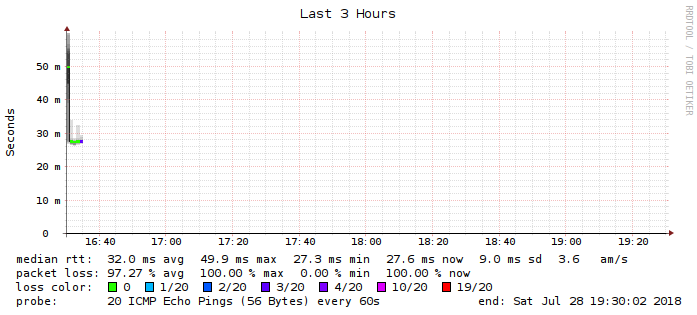 Last 3 Hours
RRDTOOL / TOBI OETIKER
Seconds
50 m
40 m
30 m
20 m
10 m
0
16:40 17:00 17:20 17:40 18:00 18:20 18:40 19:00 19:20
median rtt: 32.0 ms avg 49.9 ms max 27.3 ms min 27.6 ms now 9.0 ms sd 3.6 am/s
packet loss: 97.27 % avg 100.00 % max 0.00 % min 100.00 % now
loss color: 0 1/20 2/20 3/20 4/20 10/20 19/20
probe: 20 ICMP Echo Pings (56 Bytes) every 60s end: Sat Jul 28 19:30:02 2018